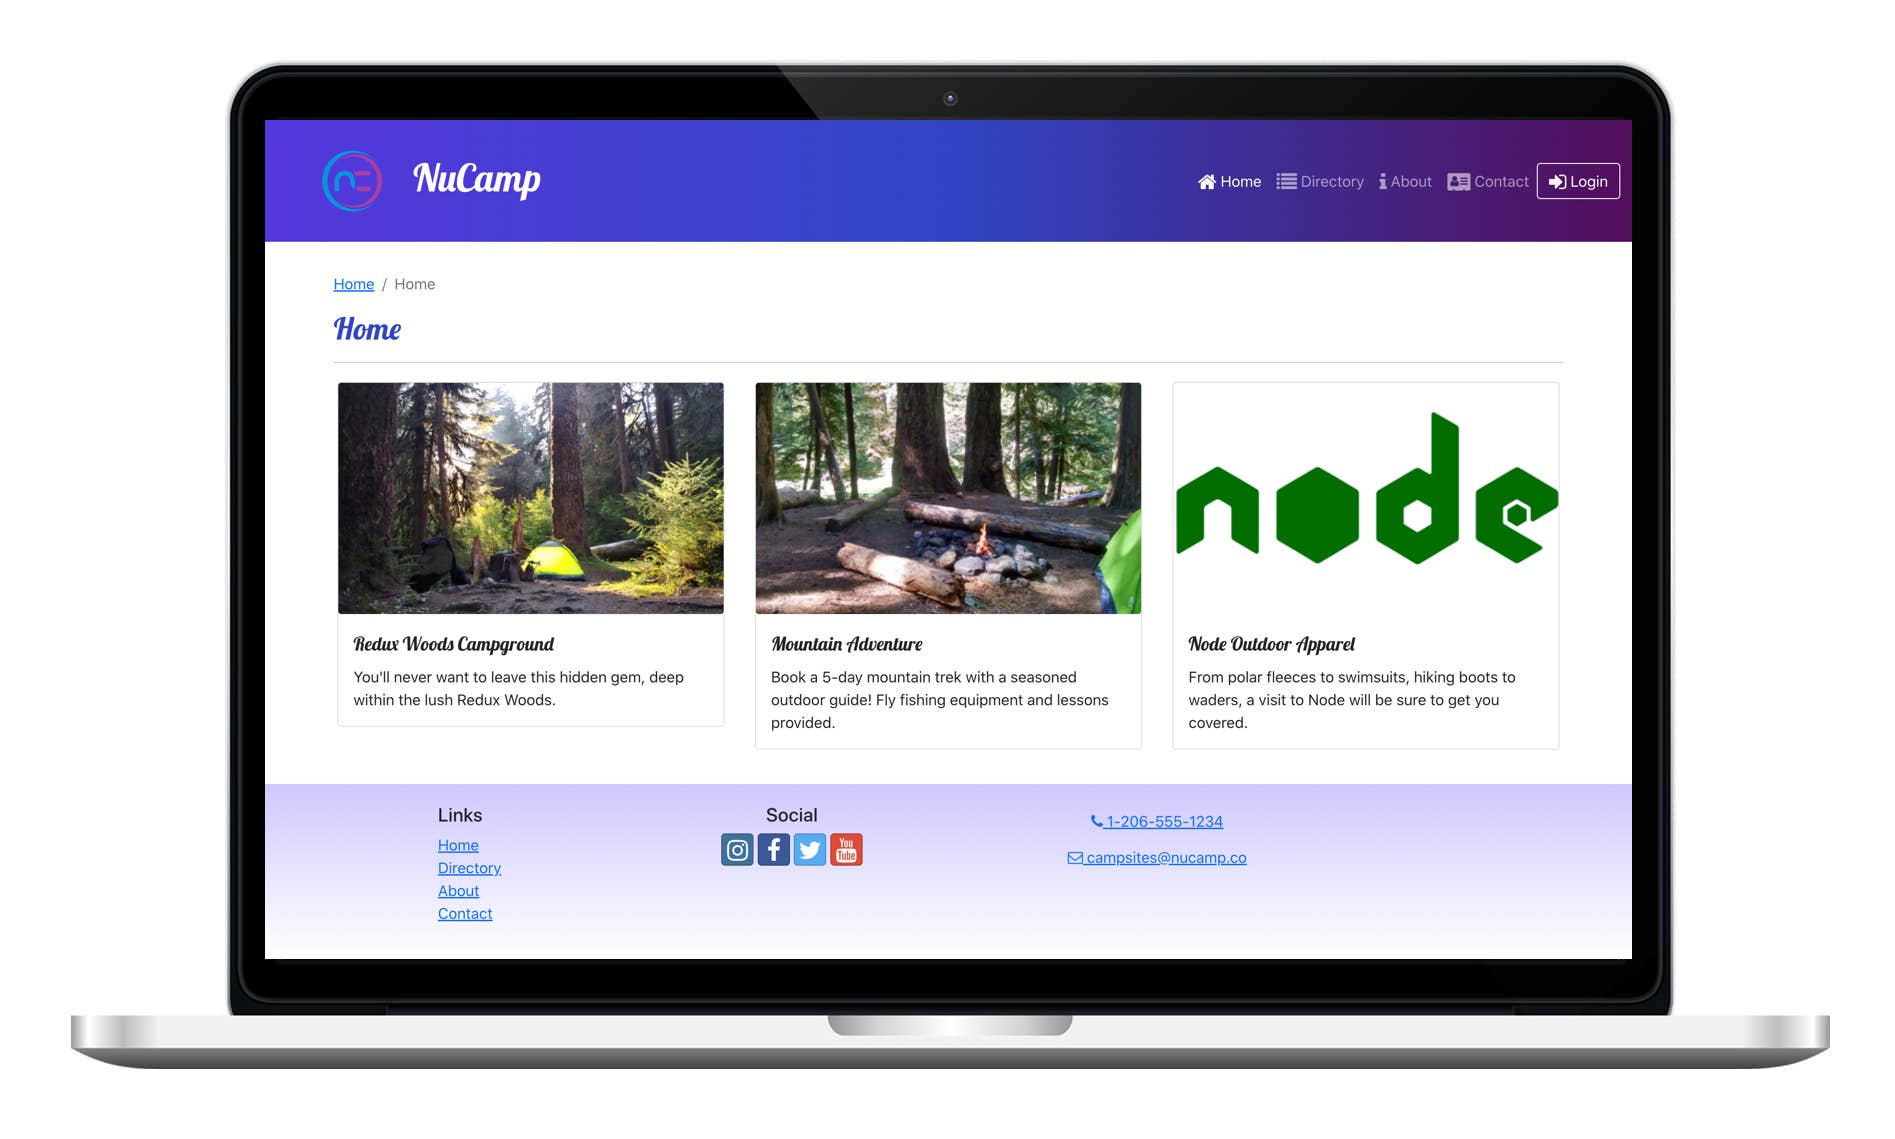 NuCamp
Home Directory About Contact Login
Home / Home
Home
node
Redux Woods Campground
You'll never want to leave this hidden gem, deep
within the lush Redux Woods.
Mountain Adventure
Book a 5-day mountain trek with a seasoned
outdoor guide! Fly fishing equipment and lessons
provided.
Node Outdoor Apparel
From polar fleeces to swimsuits, hiking boots to
waders, a visit to Node will be sure to get you
covered.
Links
Home
Directory
About
Contact
Social
You
Tube
1-206-555-1234
campsites@nucamp.co